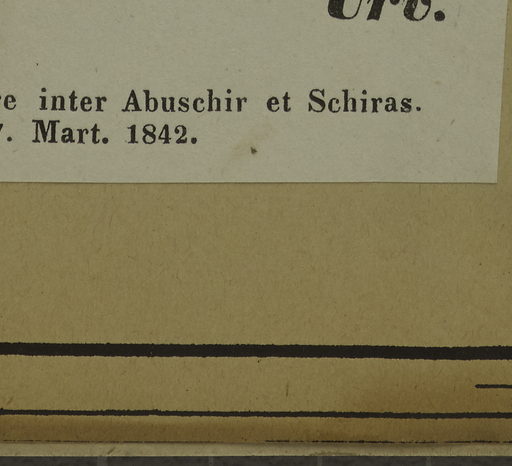 inter Abuschir et Schiras.
Mart. 1842.